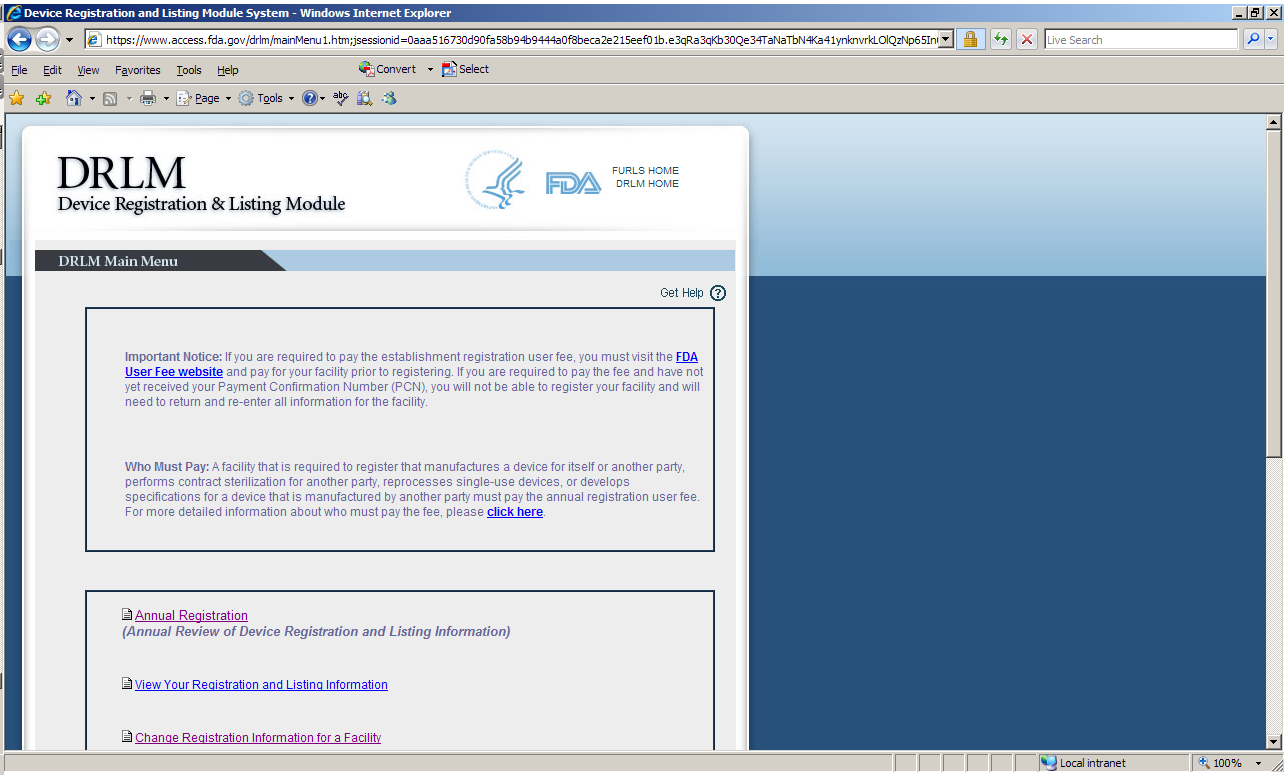 Device Registration and Listing Module System - Windows Internet Explorer
https://www.access.fda.gov/drlm/mainMenu1.htm;jsessionid=0aaa516730d90fa58b94b9444a0f8beca2e215eef01b.e3qRa3qKb30Qe34TaNaTbN4Ka41ynknvrkLOlQzNp65In
Live Search
File Edit View Favorites Tools Help
Convert Select
Page Tools
DRLM
Device Registration & Listing Module
FDA
FURLS HOME
DRLM HOME
DRLM Main Menu
Get Help ?
Important Notice: If you are required to pay the establishment registration user fee, you must visit the FDA
User Fee website and pay for your facility prior to registering. If you are required to pay the fee and have not
yet received your Payment Confirmation Number (PCN), you will not be able to register your facility and will
need to return and re-enter all information for the facility.
Who Must Pay: A facility that is required to register that manufactures a device for itself or another party,
performs contract sterilization for another party, reprocesses single-use devices, or develops
specifications for a device that is manufactured by another party must pay the annual registration user fee.
For more detailed information about who must pay the fee, please click here.
Annual Registration
(Annual Review of Device Registration and Listing Information)
View Your Registration and Listing Information
Change Registration Information for a Facility
Local intranet
100%